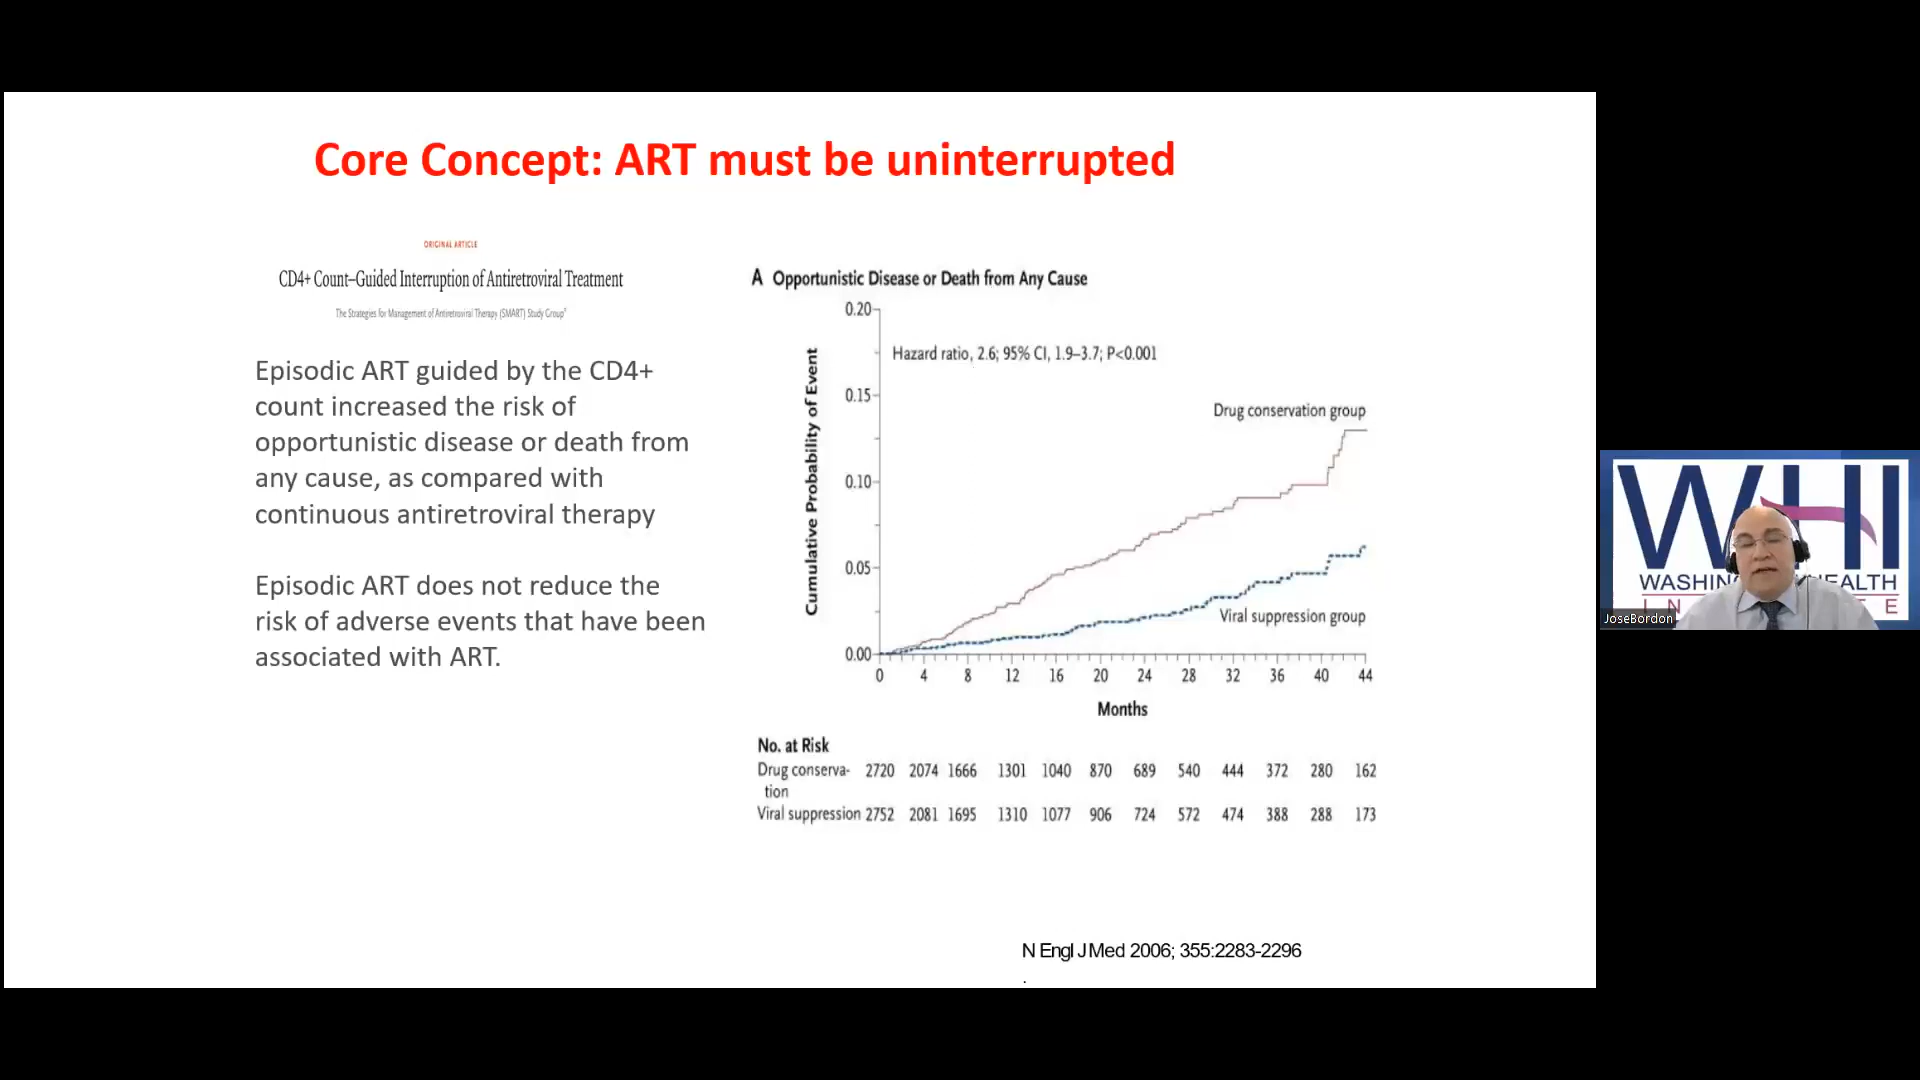 Core Concept: ART must be uninterrupted
ORIGINAL ARTICLE
CD4+ Count–Guided Interruption of Antiretroviral Treatment
The Strategies for Management of Antiretroviral Therapy (SMART) Study Group*
Episodic ART guided by the CD4+
count increased the risk of
opportunistic disease or death from
any cause, as compared with
continuous antiretroviral therapy
Episodic ART does not reduce the
risk of adverse events that have been
associated with ART.
A Opportunistic Disease or Death from Any Cause
Cumulative Probability of Event
0.20
0.15
0.10
0.05
0.00
Hazard ratio, 2.6; 95% CI, 1.9–3.7; P<0.001
Drug conservation group
Viral suppression group
0 4 8 12 16 20 24 28 32 36 40 44
Months
No. at Risk
Drug conserva-
tion
2720 2074 1666 1301 1040 870 689 540 444 372 280 162
Viral suppression 2752 2081 1695 1310 1077 906 724 572 474 388 288 173
N Engl J Med 2006; 355:2283-2296
.
WHI
JoseBordon